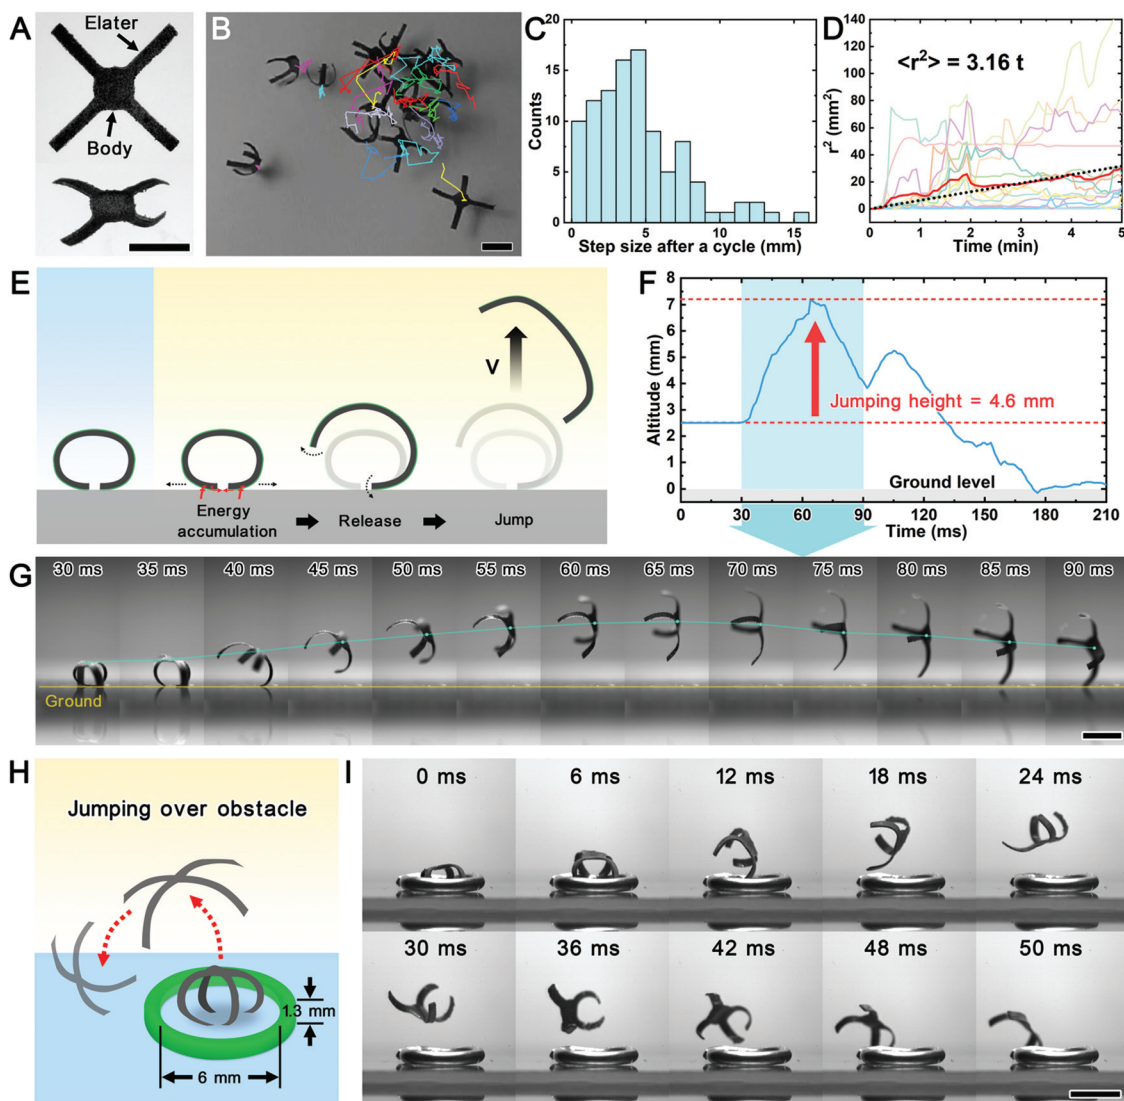 A
Elater
Body
B
C
Counts
20
15
10
5
0
0
5
10
15
Step size after a cycle (mm)
D
<r²> = 3.16 t
r² (mm²)
140
120
100
80
60
40
20
0
0
1
2
3
4
5
Time (min)
E
V
Energy
accumulation
Release
Jump
F
Altitude (mm)
8
7
6
5
4
3
2
1
0
Jumping height = 4.6 mm
Ground level
0
30
60
90
120
150
180
210
Time (ms)
G
30 ms
35 ms
40 ms
45 ms
50 ms
55 ms
60 ms
65 ms
70 ms
75 ms
80 ms
85 ms
90 ms
Ground
H
Jumping over obstacle
1.3 mm
6 mm
I
0 ms
6 ms
12 ms
18 ms
24 ms
30 ms
36 ms
42 ms
48 ms
50 ms